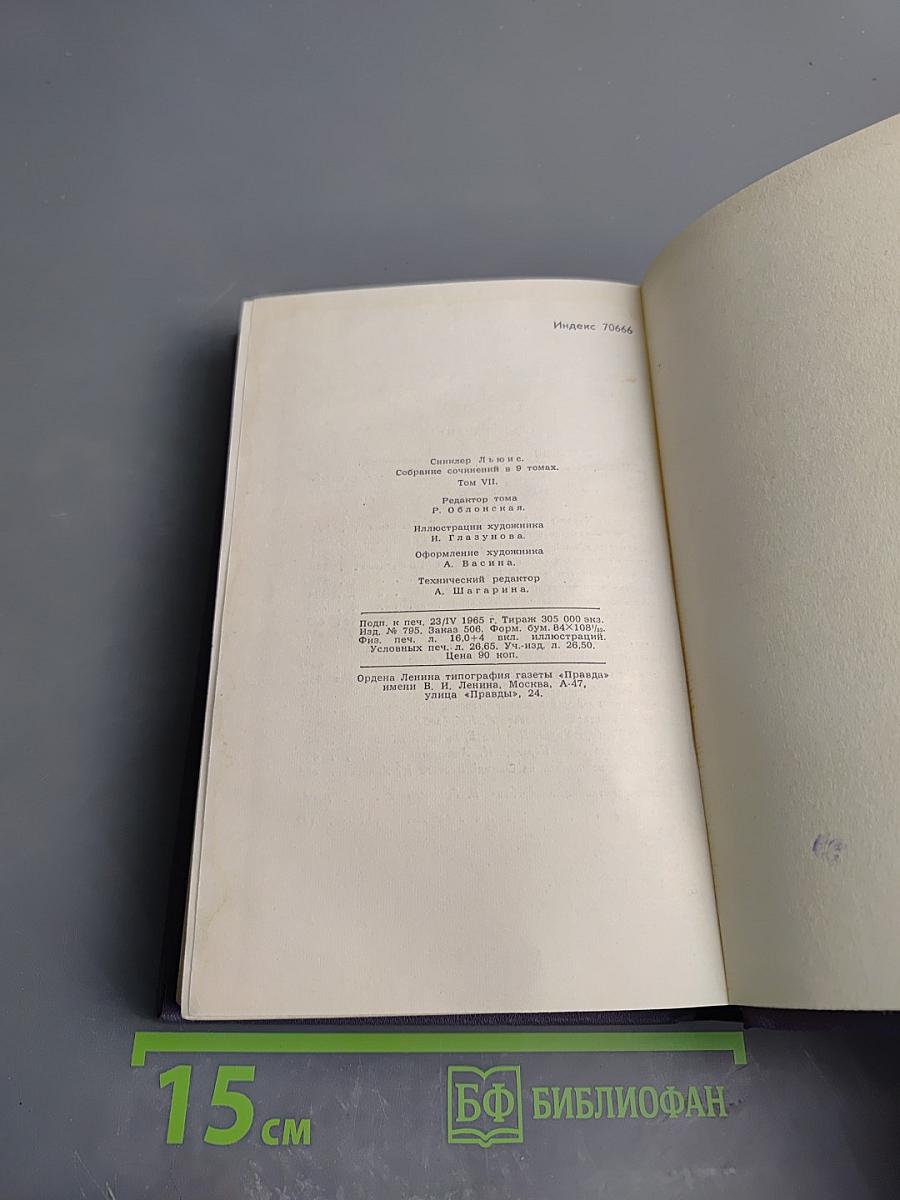 Индекс 70666
Синклер Льюис.
Собрание сочинений в 9 томах.
Том VII.
Редактор тома
Р. Облонская.
Иллюстрации художника
И. Глазунова.
Оформление художника
А. Васина.
Технический редактор
А. Шагарина.
Подп. к печ. 23/IV 1965 г. Тираж 305 000 экз.
Изд. № 795. Заказ 506. Форм. бум. 84×108¹/₃₂.
Физ. печ. л. 16,0+4 вкл. иллюстраций.
Условных печ. л. 26,65. Уч.-изд. л. 26,50.
Цена 90 коп.
Ордена Ленина типография газеты «Правда»
имени В. И. Ленина, Москва, А-47,
улица «Правды», 24.
15 см
БФ БИБЛИОФАН